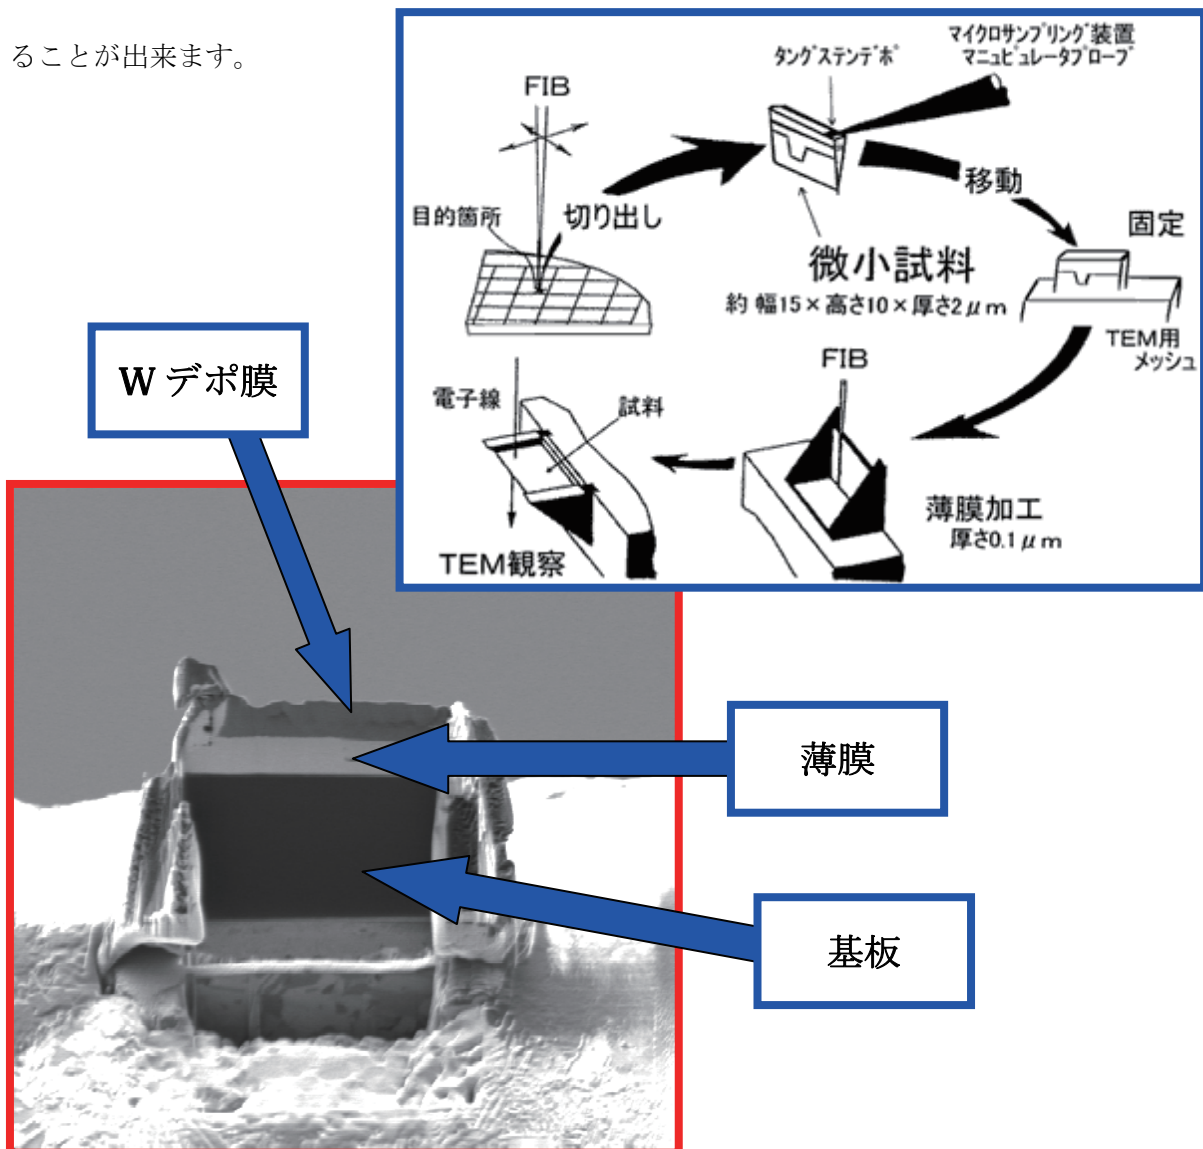 ることが出来ます。
マイクロサンプリング装置
マニュピュレータプローブ
タングステンデポ
FIB
移動
目的箇所
切り出し
固定
微小試料
約 幅15×高さ10×厚さ2μm
TEM用
メッシュ
FIB
電子線
試料
薄膜加工
厚さ0.1μm
TEM観察
W デポ膜
薄膜
基板